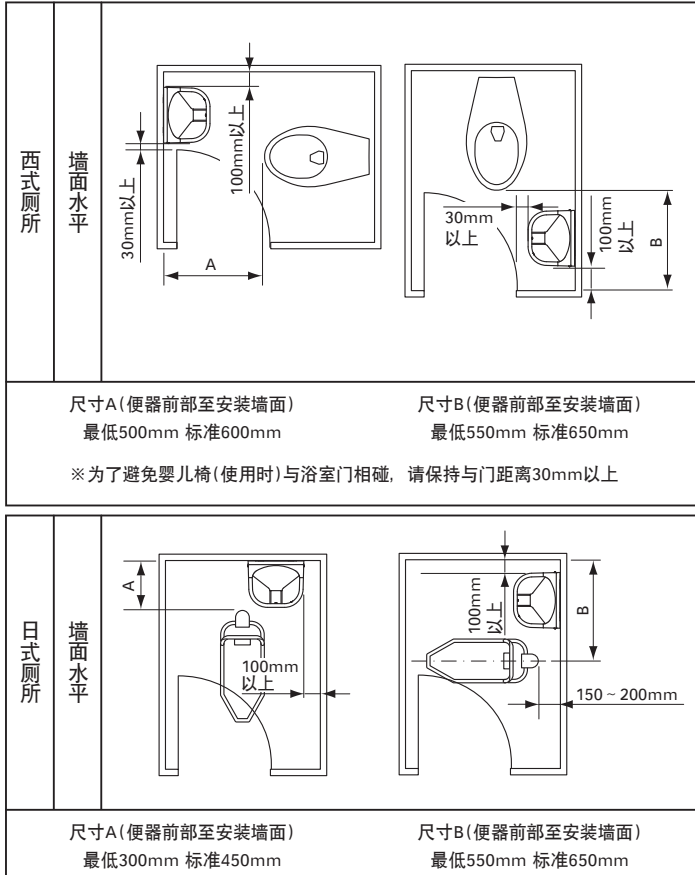 西式厕所
墙面水平
30mm以上
A
100mm以上
30mm
以上
100mm
以上
B
尺寸A(便器前部至安装墙面)
最低500mm 标准600mm
尺寸B(便器前部至安装墙面)
最低550mm 标准650mm
※为了避免婴儿椅(使用时)与浴室门相碰，请保持与门距离30mm以上
日式厕所
墙面水平
A
100mm
以上
100mm
以上
B
150~200mm
尺寸A(便器前部至安装墙面)
最低300mm 标准450mm
尺寸B(便器前部至安装墙面)
最低550mm 标准650mm